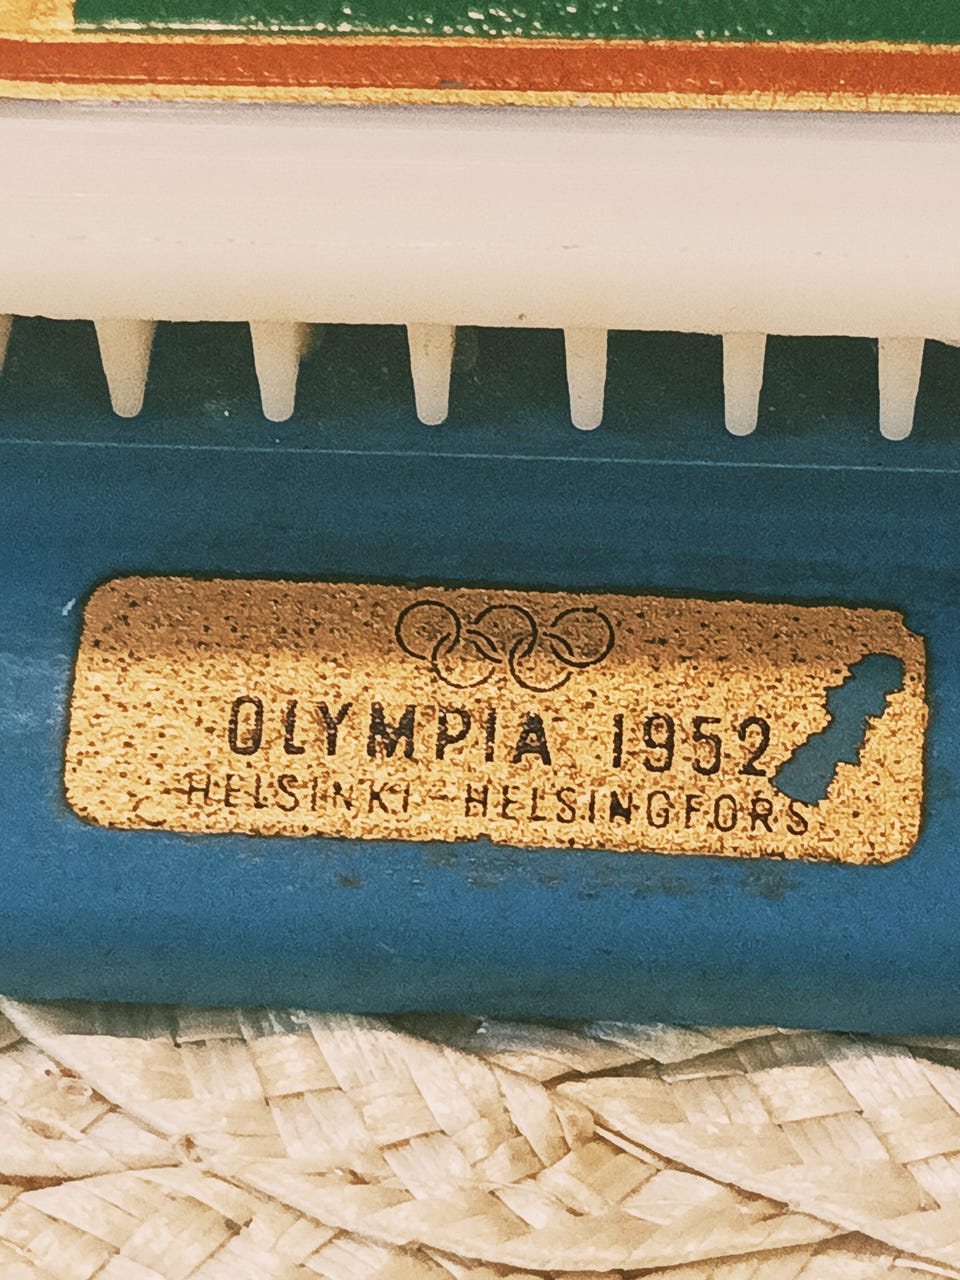 OLYMPIA 1952
HELSINKI - HELSINGFORS